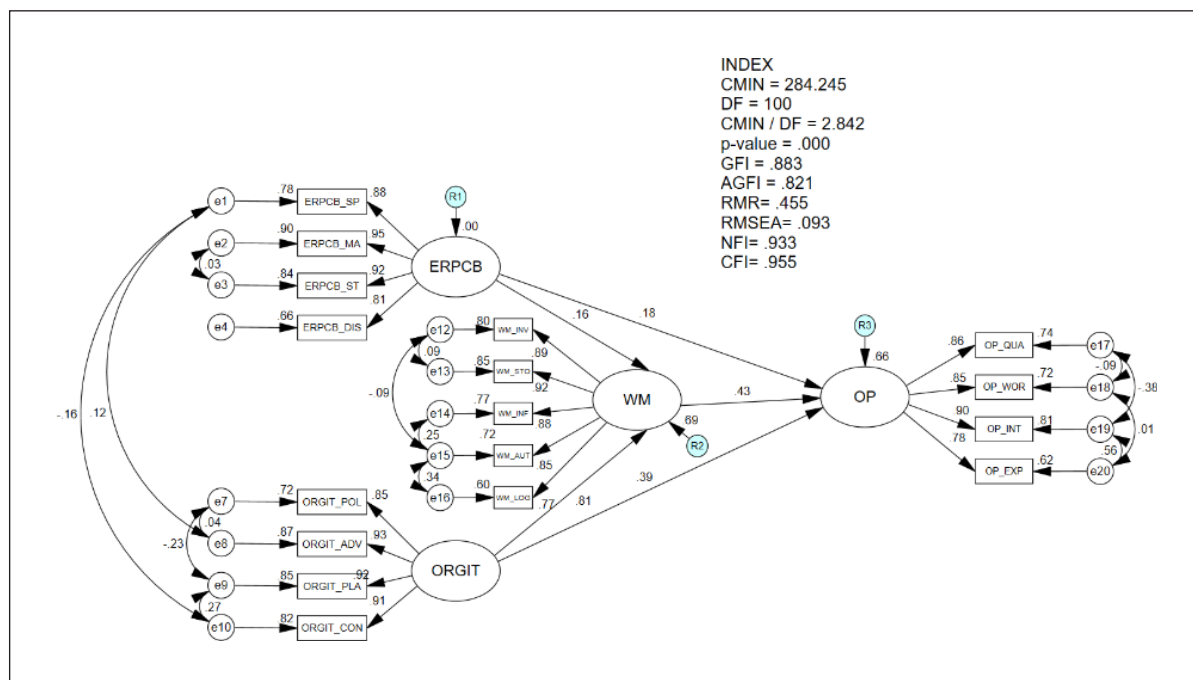 INDEX
CMIN = 284.245
DF = 100
CMIN / DF = 2.842
p-value = .000
GFI = .883
AGFI = .821
RMR= .455
RMSEA= .093
NFI= .933
CFI= .955
e1
.78
ERPCB_SP
.88
R1
.00
e2
.90
ERPCB_MA
.95
ERPCB
.03
e3
.84
ERPCB_ST
.92
e4
.66
ERPCB_DIS
.81
.16
.18
e12
.80
WM_INV
.89
.09
e13
.85
WM_STO
.92
-.09
e14
.77
WM_INF
.88
.25
e15
.72
WM_AUT
.85
.34
e16
.60
WM_LOG
.77
WM
.69
R2
.43
.81
.39
R3
.66
OP
.86
OP_QUA
.74
e17
-.09
.85
OP_WOR
.72
e18
-.38
.90
OP_INT
.81
e19
.01
.78
OP_EXP
.62
.56
e20
-.16
.12
e7
.72
ORGIT_POL
.85
.04
-.23
e8
.87
ORGIT_ADV
.93
ORGIT
e9
.85
ORGIT_PLA
.92
.27
e10
.82
ORGIT_CON
.91